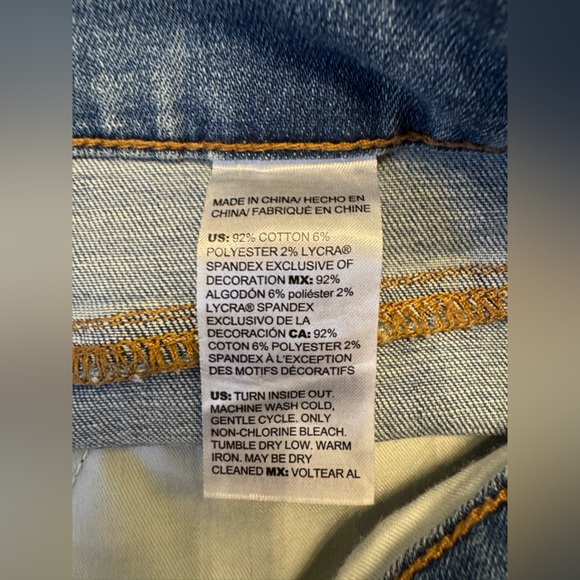 MADE IN CHINA/ HECHO EN
CHINA/ FABRIQUÉ EN CHINE
US: 92% COTTON 6%
POLYESTER 2% LYCRA®
SPANDEX EXCLUSIVE OF
DECORATION MX: 92%
ALGODÓN 6% poliéster 2%
LYCRA® SPANDEX
EXCLUSIVO DE LA
DECORACIÓN CA: 92%
COTON 6% POLYESTER 2%
SPANDEX À L'EXCEPTION
DES MOTIFS DÉCORATIFS
US: TURN INSIDE OUT.
MACHINE WASH COLD,
GENTLE CYCLE. ONLY
NON-CHLORINE BLEACH.
TUMBLE DRY LOW. WARM
IRON. MAY BE DRY
CLEANED MX: VOLTEAR AL